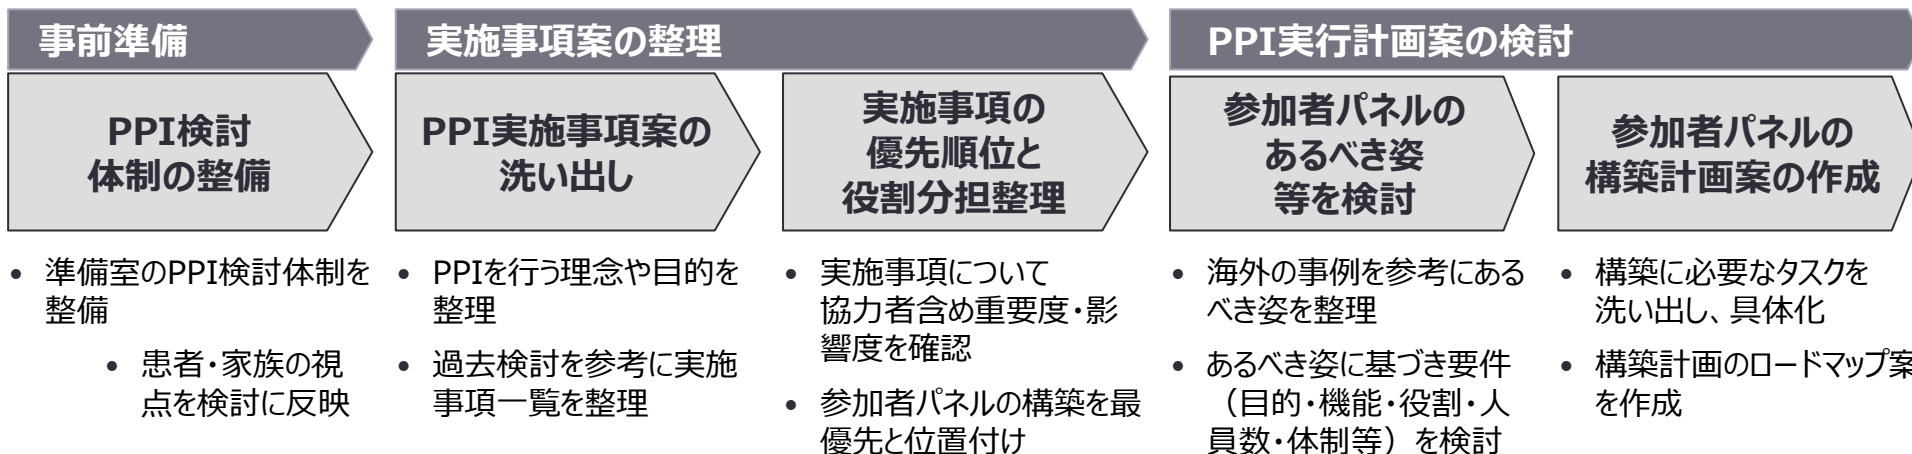 事前準備
実施事項案の整理
PPI実行計画案の検討
PPI検討
体制の整備
PPI実施事項案の
洗い出し
実施事項の
優先順位と
役割分担整理
参加者パネルの
あるべき姿
等を検討
参加者パネルの
構築計画案の作成
• 準備室のPPI検討体制を
整備
• 患者・家族の視
点を検討に反映
• PPIを行う理念や目的を
整理
• 過去検討を参考に実施
事項一覧を整理
• 実施事項について
協力者含め重要度・影
響度を確認
• 参加者パネルの構築を最
優先と位置付け
• 海外の事例を参考にある
べき姿を整理
• あるべき姿に基づき要件
（目的・機能・役割・人
員数・体制等）を検討
• 構築に必要なタスクを
洗い出し、具体化
• 構築計画のロードマップ案
を作成